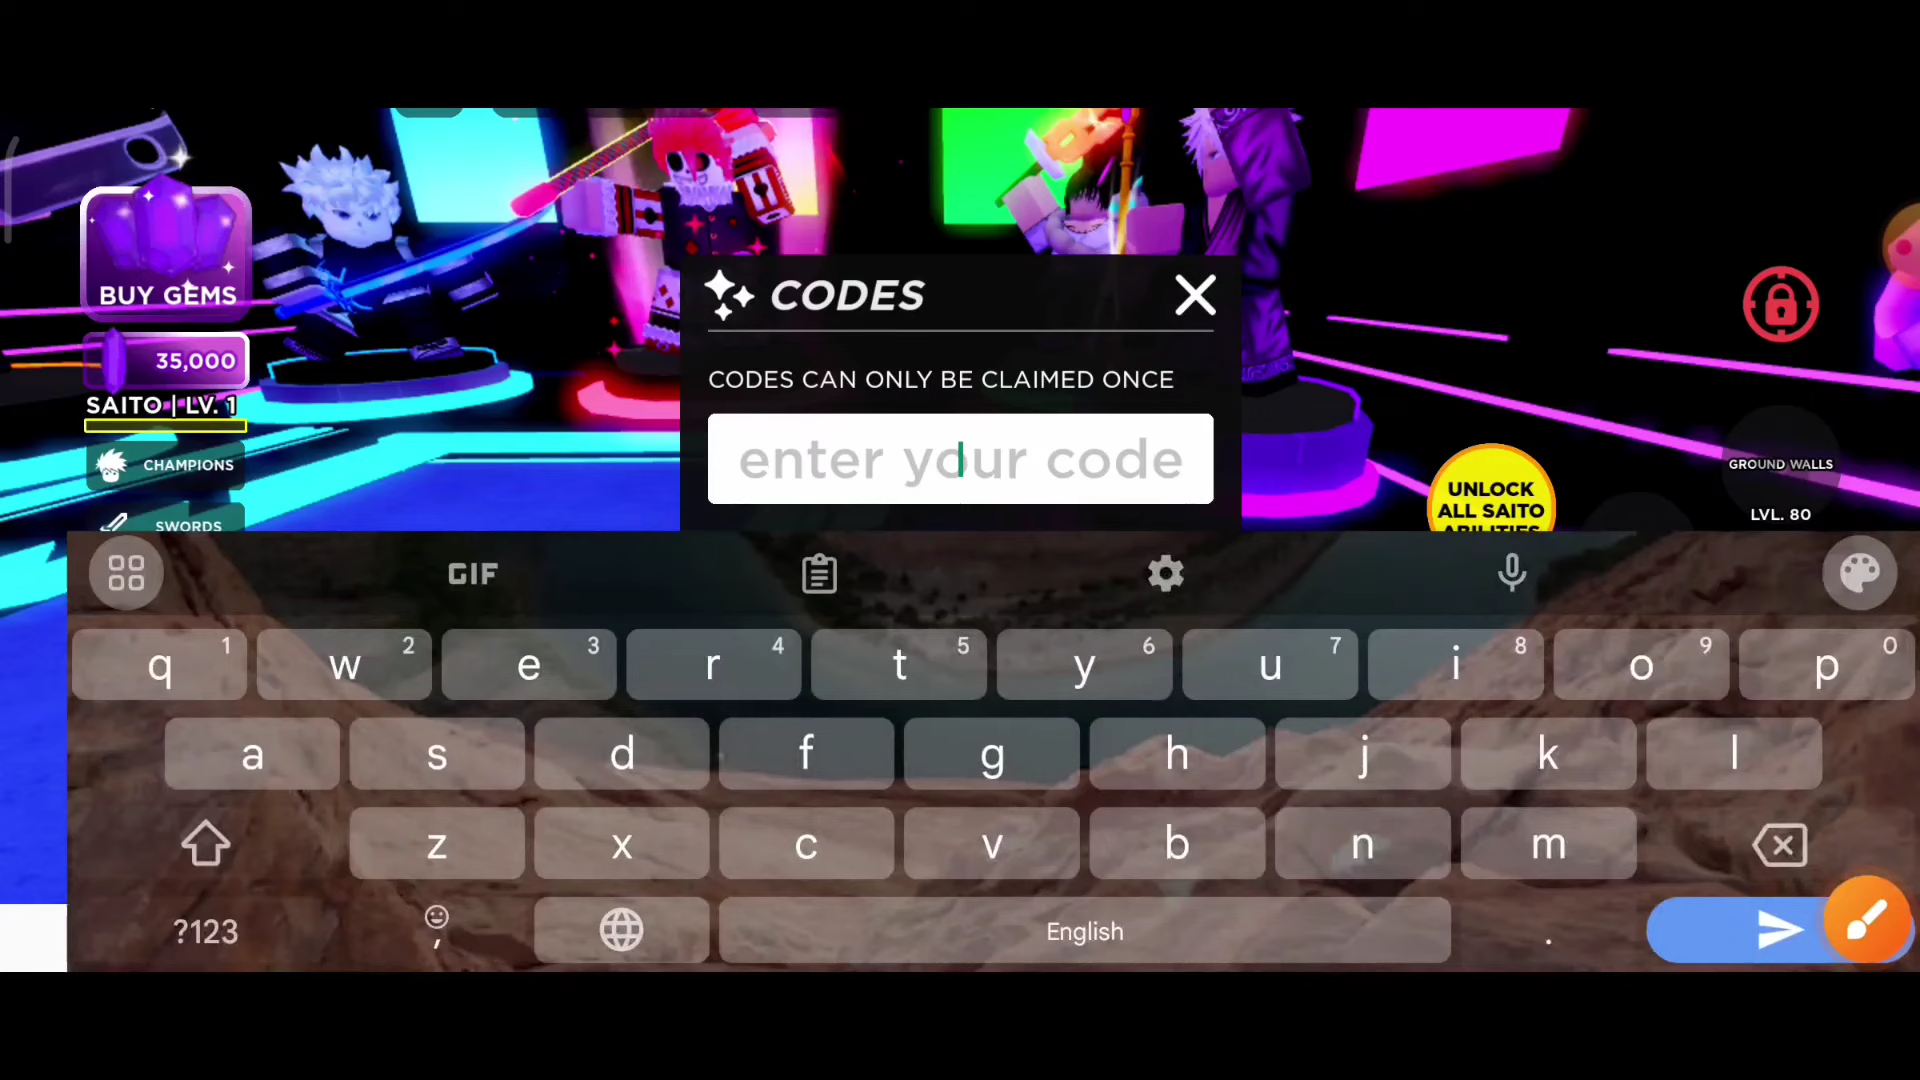 BUY GEMS
35,000
SAITO | LV. 1
CHAMPIONS
SWORDS
CODES
CODES CAN ONLY BE CLAIMED ONCE
enter your code
UNLOCK
ALL SAITO
ABILITIES
GROUND WALLS
LVL. 80
GIF
q 1 w 2 e 3 r 4 t 5 y 6 u 7 i 8 o 9 p 0
a s d f g h j k l
z x c v b n m
?123 , English .